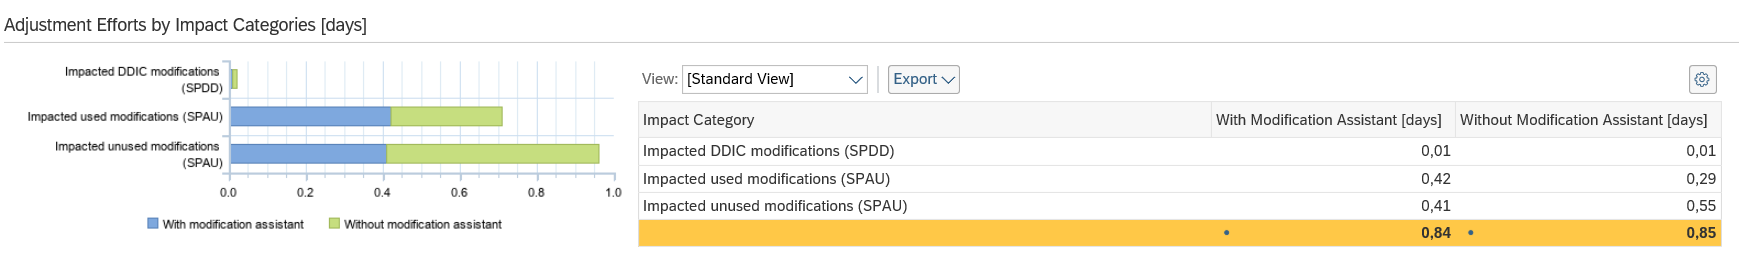 Adjustment Efforts by Impact Categories [days]
Impacted DDIC modifications
(SPDD)
Impacted used modifications (SPAU)
Impacted unused modifications
(SPAU)
0.0 0.2 0.4 0.6 0.8 1.0
With modification assistant Without modification assistant
View: [Standard View] Export
Impact Category With Modification Assistant [days] Without Modification Assistant [days]
Impacted DDIC modifications (SPDD) 0,01 0,01
Impacted used modifications (SPAU) 0,42 0,29
Impacted unused modifications (SPAU) 0,41 0,55
• 0,84 • 0,85